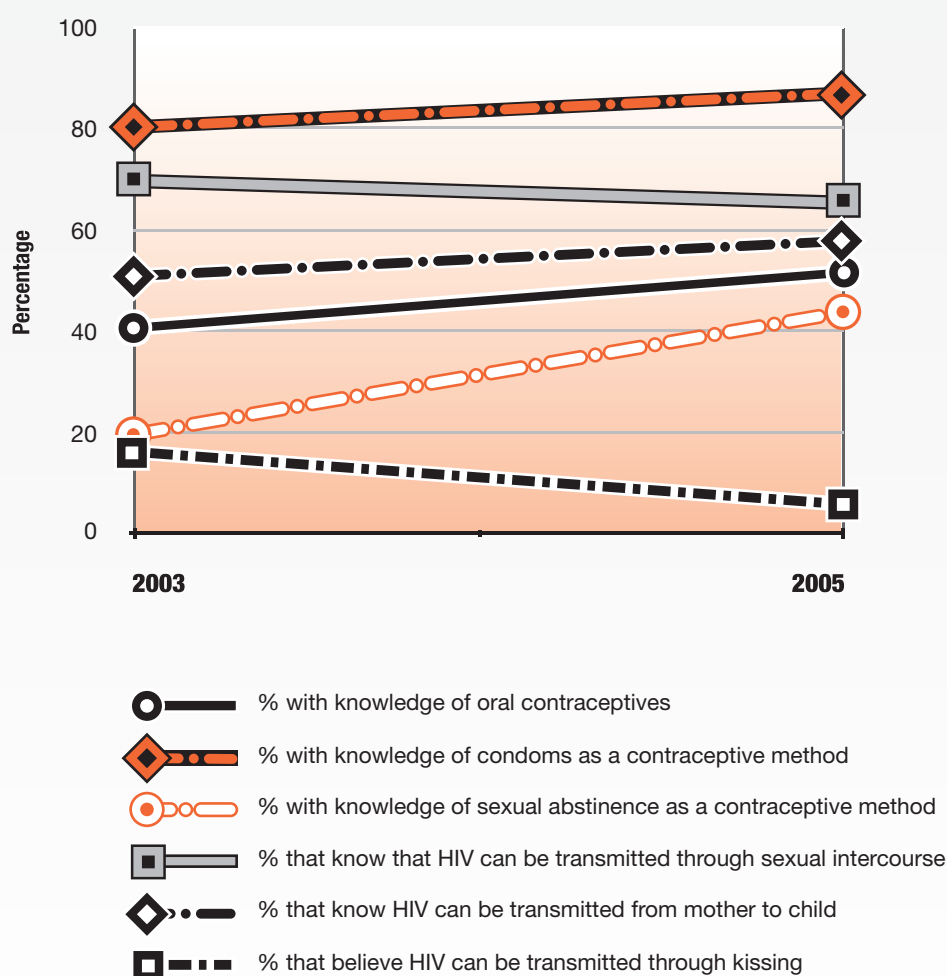 100
80
60
40
20
0
Percentage
2003 2005
% with knowledge of oral contraceptives
% with knowledge of condoms as a contraceptive method
% with knowledge of sexual abstinence as a contraceptive method
% that know that HIV can be transmitted through sexual intercourse
% that know HIV can be transmitted from mother to child
% that believe HIV can be transmitted through kissing